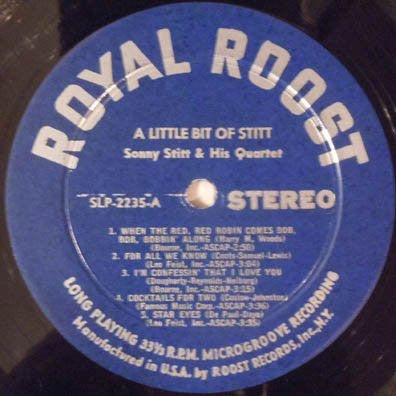 ROYAL ROOST
A LITTLE BIT OF STITT
Sonny Stitt & His Quartet
SLP-2235-A STEREO
1. WHEN THE RED, RED ROBIN COMES BOB,
BOB, BOBBIN' ALONG (Harry M. Woods)
(Bourne, Inc.-ASCAP-2:50)
2. FOR ALL WE KNOW (Coots-Samuel-Lewis)
(Leo Feist, Inc.-ASCAP-3:04)
3. I'M CONFESSIN' THAT I LOVE YOU
(Dougherty-Reynolds-Neiburg)
(Bourne, Inc.-ASCAP-3:15)
4. COCKTAILS FOR TWO (Coslow-Johnston)
(Famous Music Corp.-ASCAP-3:36)
5. STAR EYES (De Paul-Daye)
(Leo Feist, Inc.-ASCAP-3:35)
LONG PLAYING 33⅓ R.P.M. MICROGROOVE RECORDING
Manufactured in U.S.A. by ROOST RECORDS, Inc., N.Y.